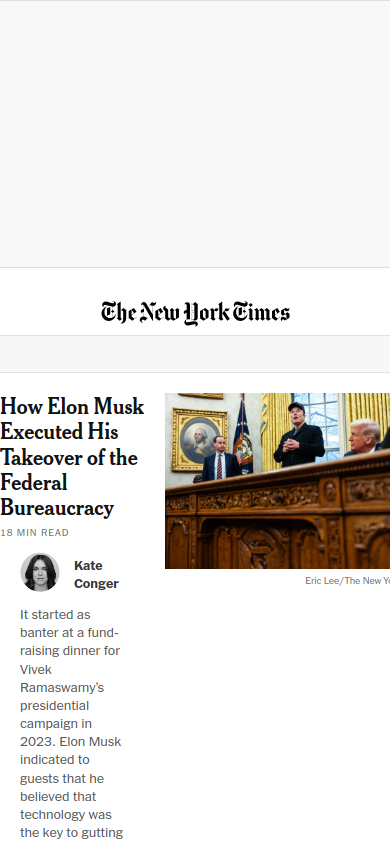 The New York Times
How Elon Musk
Executed His
Takeover of the
Federal
Bureaucracy
18 MIN READ
Kate
Conger
It started as
banter at a fund-
raising dinner for
Vivek
Ramaswamy's
presidential
campaign in
2023. Elon Musk
indicated to
guests that he
believed that
technology was
the key to gutting
Eric Lee/The New Yo